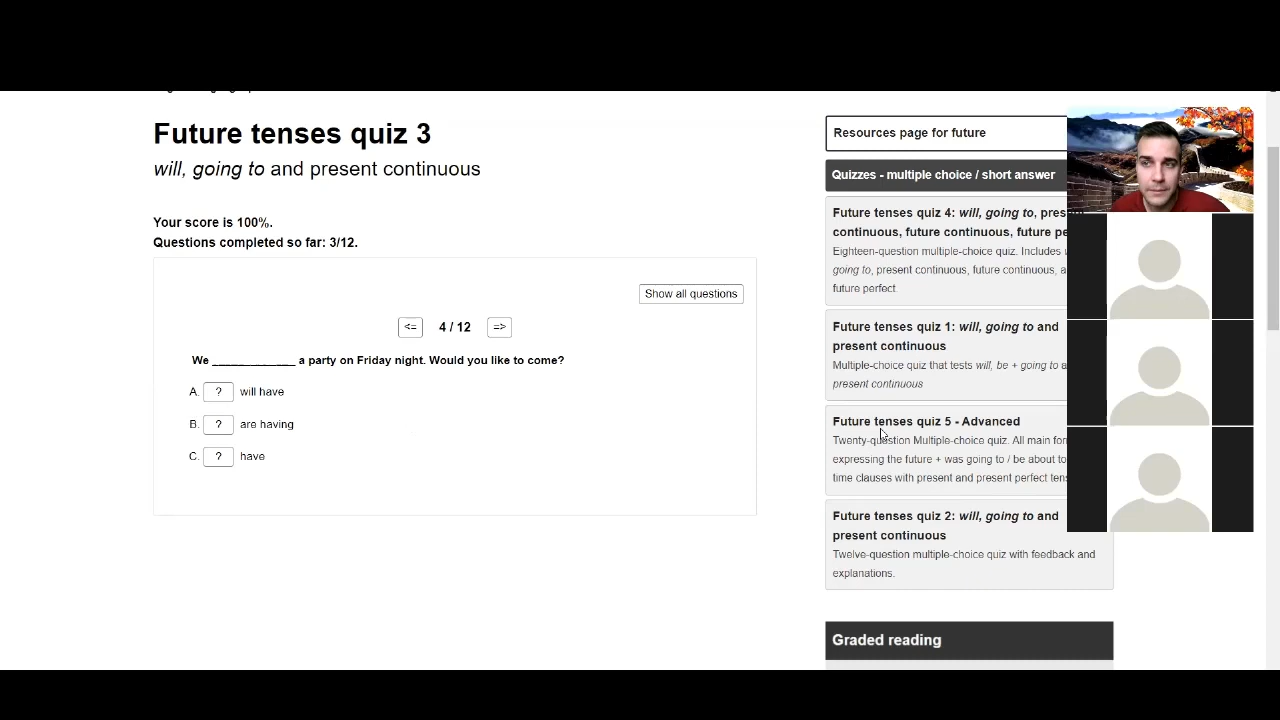 Future tenses quiz 3
will, going to and present continuous
Your score is 100%.
Questions completed so far: 3/12.
Show all questions
<= 4 / 12 =>
We _____________ a party on Friday night. Would you like to come?
A. ? will have
B. ? are having
C. ? have
Resources page for future
Quizzes - multiple choice / short answer
Future tenses quiz 4: will, going to,
continuous, future continuous, future
Eighteen-question multiple-choice quiz. Includes
going to, present continuous, future continuous,
future perfect.
Future tenses quiz 1: will, going to and
present continuous
Multiple-choice quiz that tests will, be + going to
present continuous
Future tenses quiz 5 - Advanced
Twenty-question Multiple-choice quiz. All main
expressing the future + was going to / be about to
time clauses with present and present perfect
Future tenses quiz 2: will, going to and
present continuous
Twelve-question multiple-choice quiz with feedback and
explanations.
Graded reading